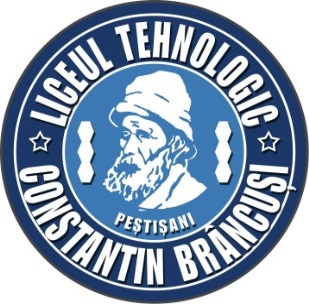 LICEUL TEHNOLOGIC
PEȘTIȘANI
CONSTANTIN BRÂNCUȘI